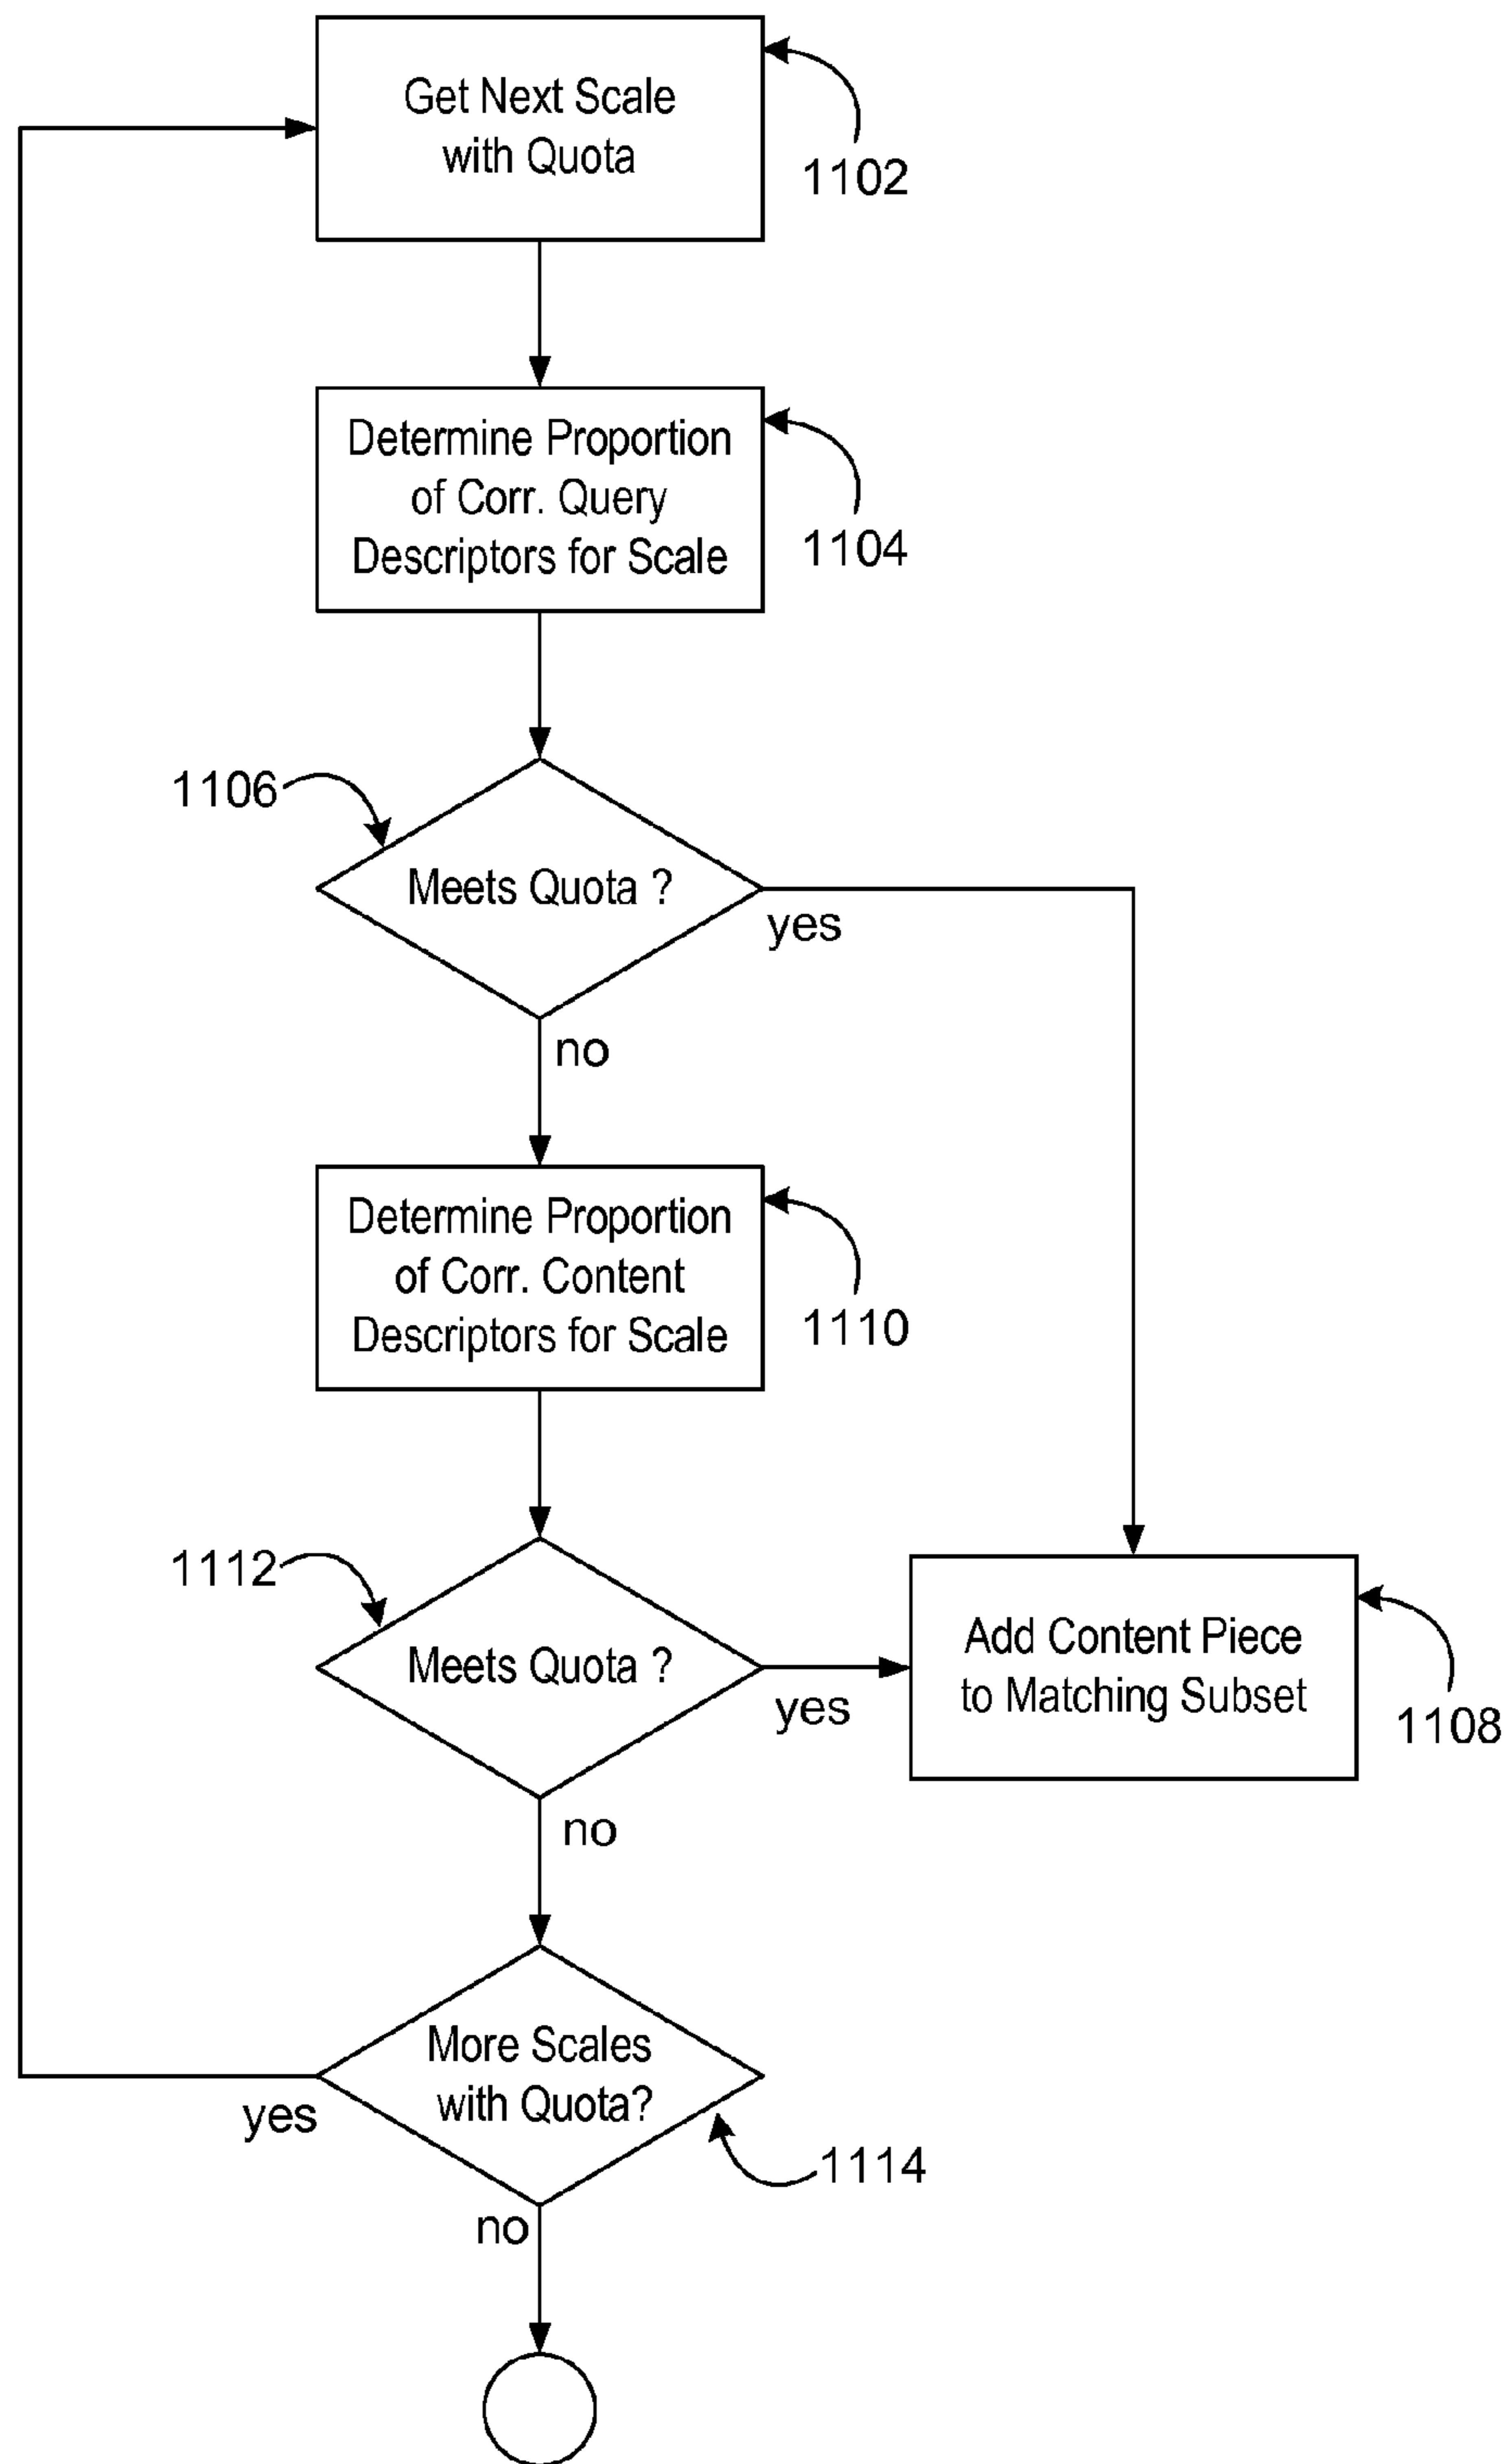 Get Next Scale
with Quota
1102
Determine Proportion
of Corr. Query
Descriptors for Scale
1104
1106
Meets Quota ?
yes
no
Determine Proportion
of Corr. Content
Descriptors for Scale
1110
1112
Meets Quota ?
yes
Add Content Piece
to Matching Subset
1108
no
More Scales
with Quota?
yes
1114
no